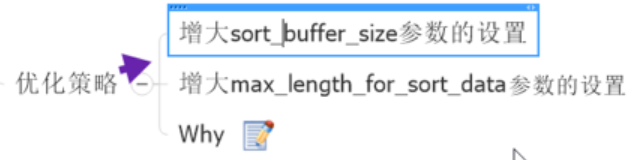 增大sort_buffer_size参数的设置
优化策略
增大max_length_for_sort_data参数的设置
Why